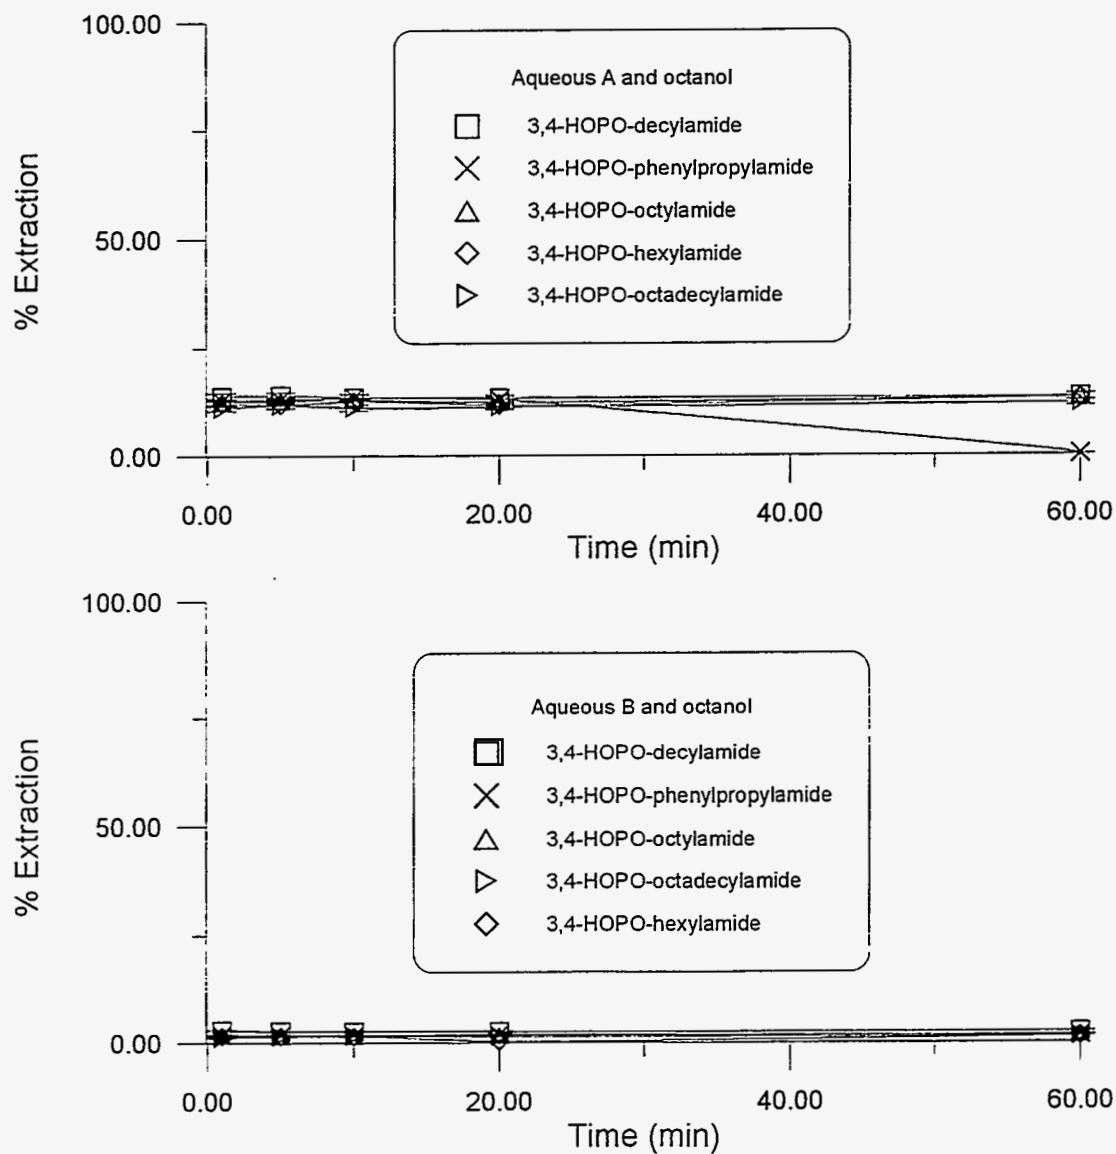 100.00
% Extraction
50.00
0.00
Aqueous A and octanol
3,4-HOPO-decylamide
3,4-HOPO-phenylpropylamide
3,4-HOPO-octylamide
3,4-HOPO-hexylamide
3,4-HOPO-octadecylamide
0.00 20.00 40.00 60.00
Time (min)
100.00
% Extraction
50.00
0.00
Aqueous B and octanol
3,4-HOPO-decylamide
3,4-HOPO-phenylpropylamide
3,4-HOPO-octylamide
3,4-HOPO-octadecylamide
3,4-HOPO-hexylamide
0.00 20.00 40.00 60.00
Time (min)